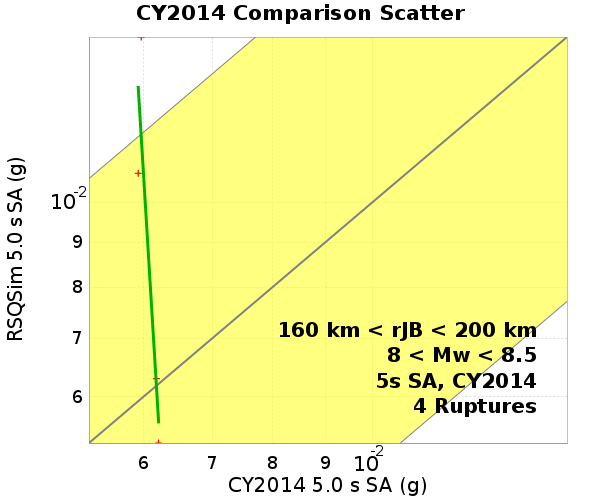 CY2014 Comparison Scatter
RSQSim 5.0 s SA (g)
10-2
9
8
7
6
160 km < rJB < 200 km
8 < Mw < 8.5
5s SA, CY2014
4 Ruptures
6 7 8 9 10-2
CY2014 5.0 s SA (g)